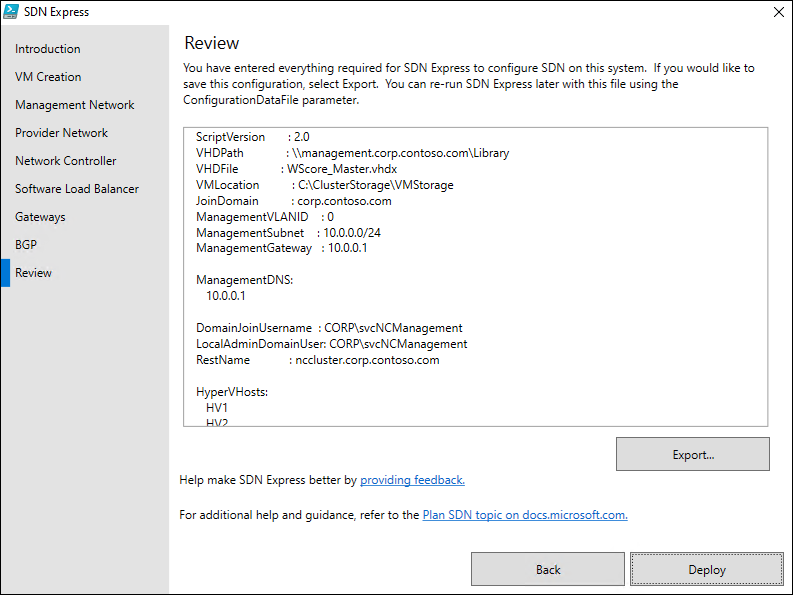 SDN Express
Introduction
VM Creation
Management Network
Provider Network
Network Controller
Software Load Balancer
Gateways
BGP
Review
Review
You have entered everything required for SDN Express to configure SDN on this system.  If you would like to
save this configuration, select Export.  You can re-run SDN Express later with this file using the
ConfigurationDataFile parameter.
ScriptVersion : 2.0
VHDPath : \\management.corp.contoso.com\Library
VHDFile : WScore_Master.vhdx
VMLocation : C:\ClusterStorage\VMStorage
JoinDomain : corp.contoso.com
ManagementVLANID : 0
ManagementSubnet : 10.0.0.0/24
ManagementGateway : 10.0.0.1
ManagementDNS:
10.0.0.1
DomainJoinUsername : CORP\svcNCManagement
LocalAdminDomainUser: CORP\svcNCManagement
RestName : nccluster.corp.contoso.com
HyperVHosts:
HV1
HV2
Export...
Help make SDN Express better by providing feedback.
For additional help and guidance, refer to the Plan SDN topic on docs.microsoft.com.
Back
Deploy